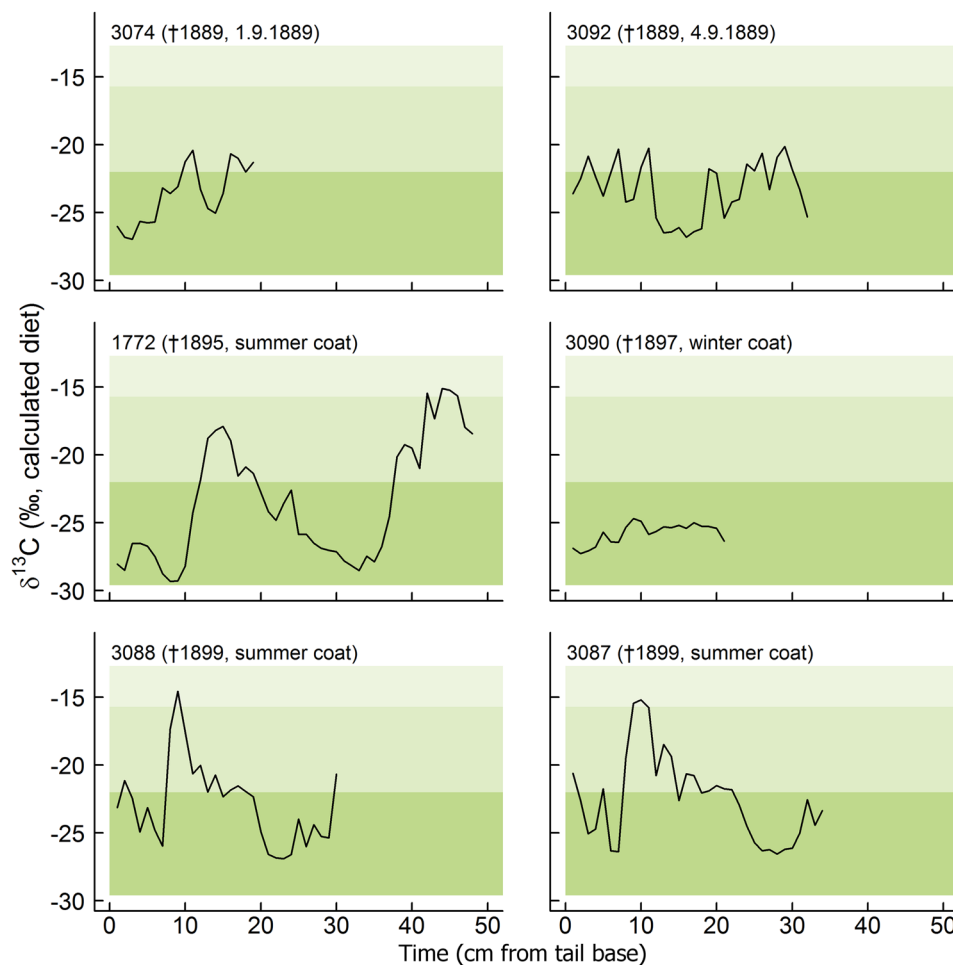 3074 (†1889, 1.9.1889)
3092 (†1889, 4.9.1889)
-15
-20
-25
-30
1772 (†1895, summer coat)
3090 (†1897, winter coat)
-15
-20
-25
-30
δ¹³C (‰, calculated diet)
3088 (†1899, summer coat)
3087 (†1899, summer coat)
-15
-20
-25
-30
0 10 20 30 40 50 0 10 20 30 40 50
Time (cm from tail base)